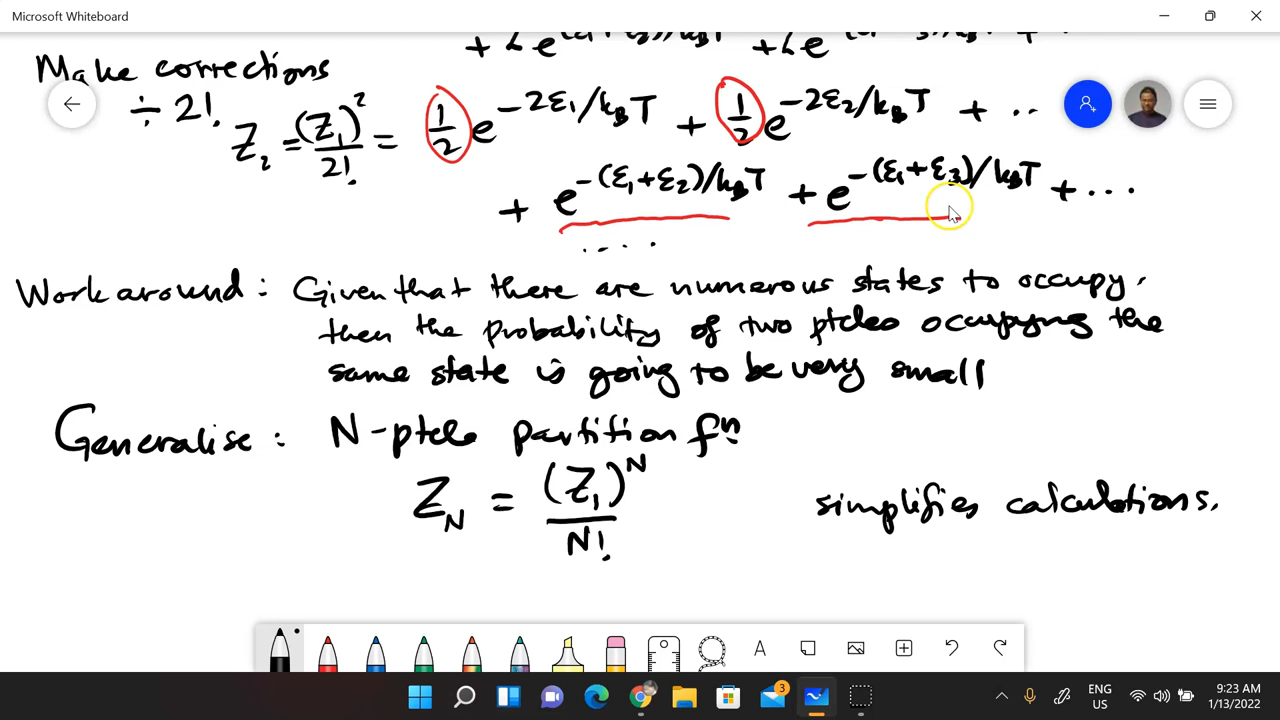 Microsoft Whiteboard
Make corrections
÷ 2!
Z₂ = (Z₁)²/2! = 1/2 e^(-2ε₁/k_BT) + 1/2 e^(-2ε₂/k_BT) + ..
+ e^(-(ε₁+ε₂)/k_BT) + e^(-(ε₁+ε₃)/k_BT) + ...
....
Workaround : Given that there are numerous states to occupy,
then the probability of two ptcles occupying the
same state is going to be very small
Generalise : N-ptcle partition fⁿ.
Z_N = (Z₁)^N/N! simplifies calculations.
A
3
ENG
US
9:23 AM
1/13/2022